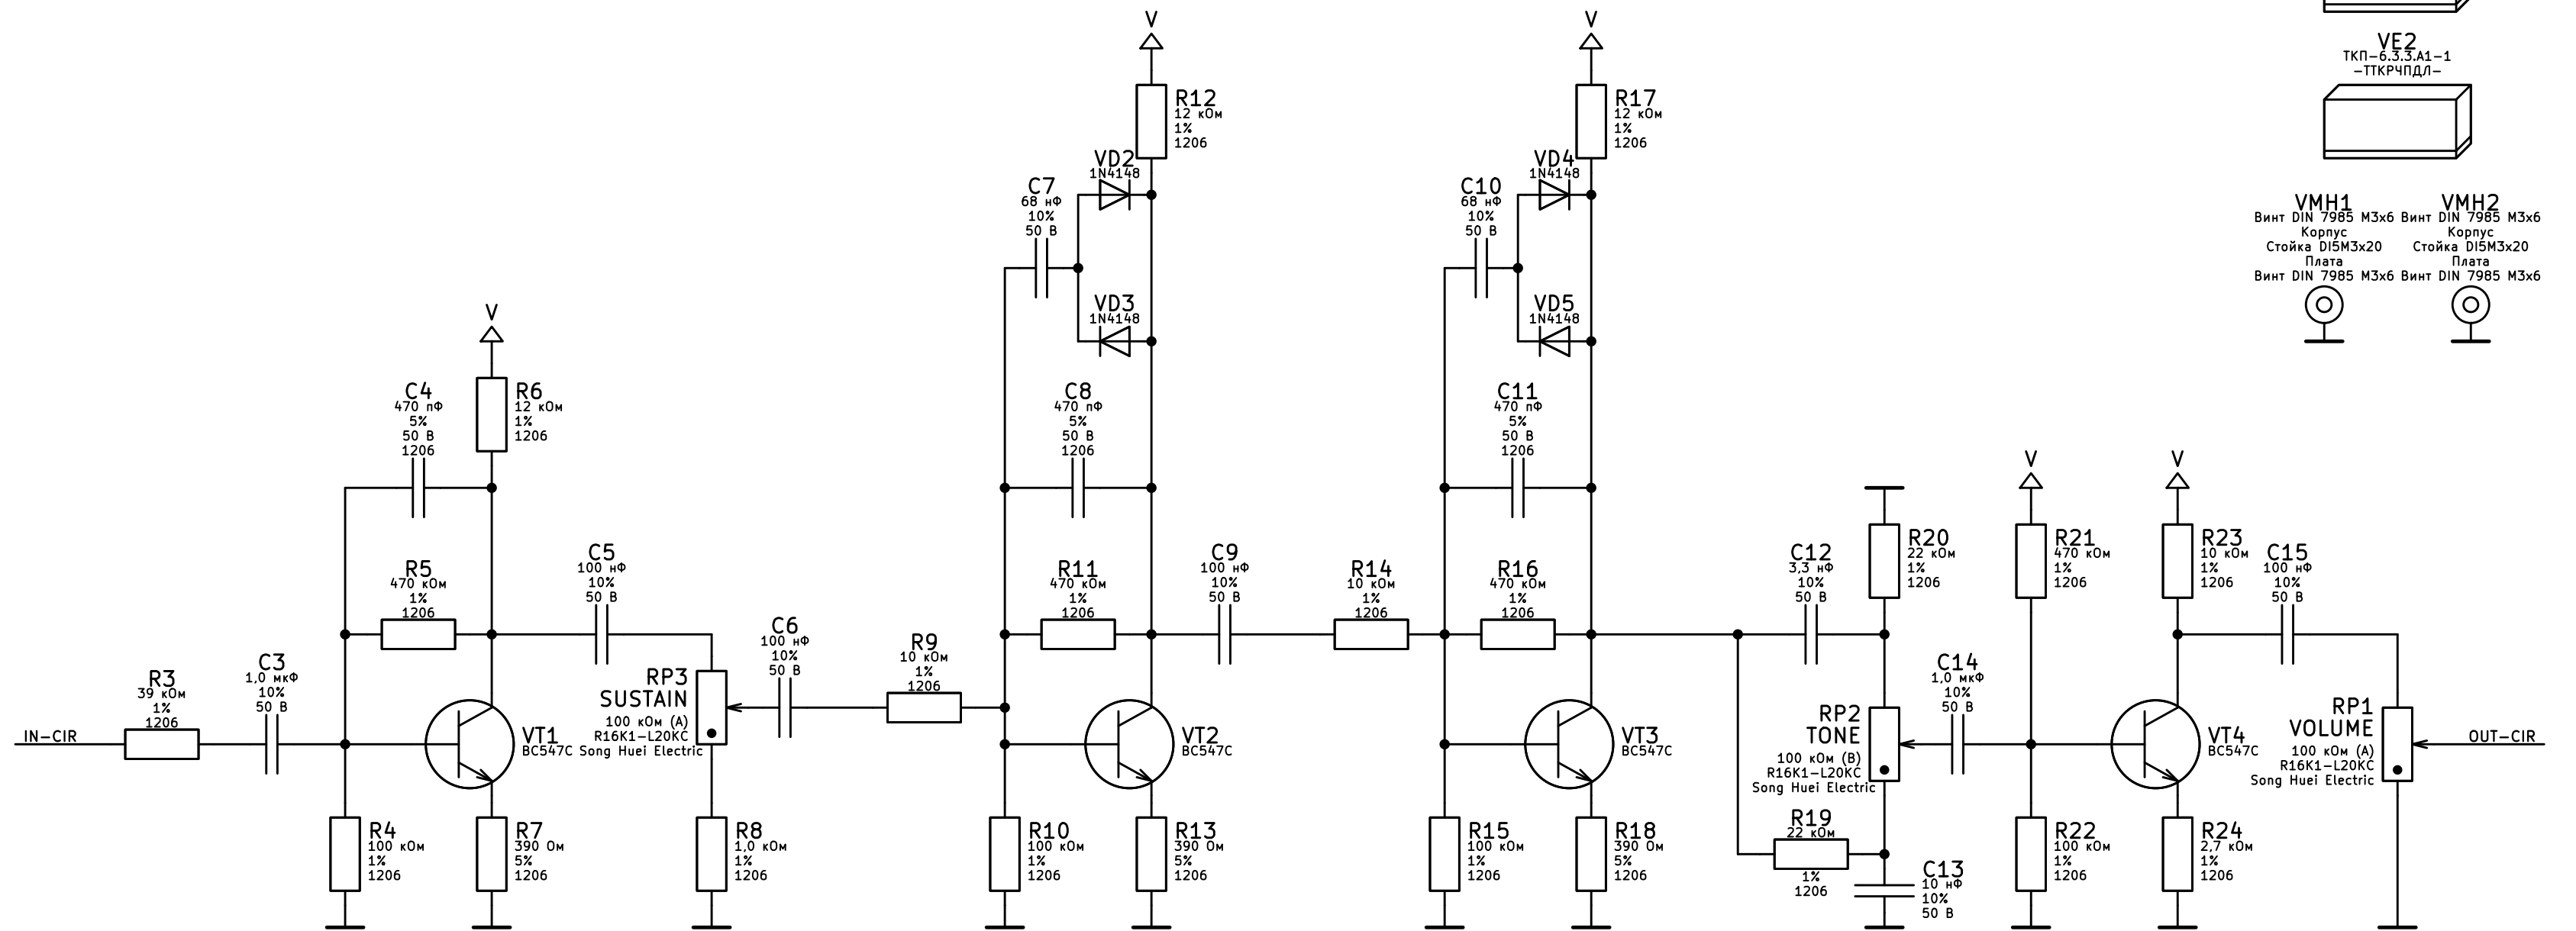 V
R12
12 кОм
1%
1206
VD2
1N4148
C7
68 нФ
10%
50 В
VD3
1N4148
C8
470 пФ
5%
50 В
1206
V
R17
12 кОм
1%
1206
VD4
1N4148
C10
68 нФ
10%
50 В
VD5
1N4148
C11
470 пФ
5%
50 В
1206
VE2
ТКП-6.3.3.А1-1
-ТТКРЧПДЛ-
VMH1
Винт DIN 7985 М3х6
Корпус
Стойка DI5M3x20
Плата
Винт DIN 7985 М3х6
VMH2
Винт DIN 7985 М3х6
Корпус
Стойка DI5M3x20
Плата
Винт DIN 7985 М3х6
V
C4
470 пФ
5%
50 В
1206
R6
12 кОм
1%
1206
R5
470 кОм
1%
1206
C5
100 нФ
10%
50 В
IN-CIR
R3
39 кОм
1%
1206
C3
1,0 мкФ
10%
50 В
VT1
BC547C
R4
100 кОм
1%
1206
R7
390 Ом
5%
1206
RP3
SUSTAIN
100 кОм (A)
R16K1-L20KC
Song Huei Electric
R8
1,0 кОм
1%
1206
C6
100 нФ
10%
50 В
R9
10 кОм
1%
1206
R11
470 кОм
1%
1206
VT2
BC547C
R10
100 кОм
1%
1206
R13
390 Ом
5%
1206
C9
100 нФ
10%
50 В
R14
10 кОм
1%
1206
R16
470 кОм
1%
1206
VT3
BC547C
R15
100 кОм
1%
1206
R18
390 Ом
5%
1206
C12
3,3 нФ
10%
50 В
R20
22 кОм
1%
1206
RP2
TONE
100 кОм (B)
R16K1-L20KC
Song Huei Electric
R19
22 кОм
1%
1206
C13
10 нФ
10%
50 В
C14
1,0 мкФ
10%
50 В
V
R21
470 кОм
1%
1206
V
R23
10 кОм
1%
1206
C15
100 нФ
10%
50 В
VT4
BC547C
R22
100 кОм
1%
1206
R24
2,7 кОм
1%
1206
RP1
VOLUME
100 кОм (A)
R16K1-L20KC
Song Huei Electric
OUT-CIR